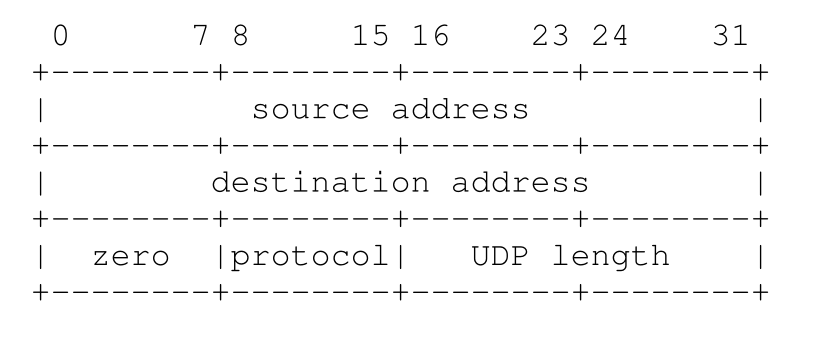 0      7 8     15 16    23 24    31
+--------+--------+--------+--------+
|          source address           |
+--------+--------+--------+--------+
|        destination address        |
+--------+--------+--------+--------+
|  zero  |protocol|   UDP length    |
+--------+--------+--------+--------+